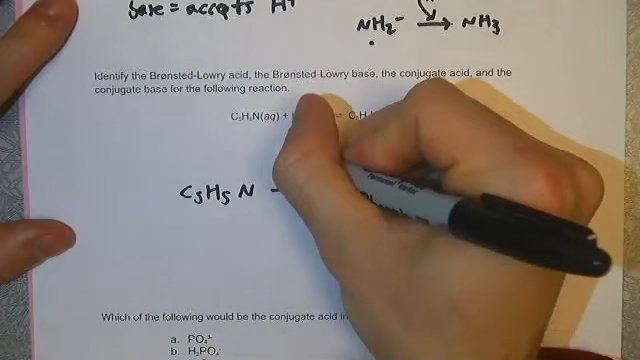 base = accepts H+
NH2- → NH3
Identify the Brønsted-Lowry acid, the Brønsted-Lowry base, the conjugate acid, and the
conjugate base for the following reaction.
C5H5N(aq) +
C5H5N
Which of the following would be the conjugate acid in
a. PO4³-
b. H2PO4-